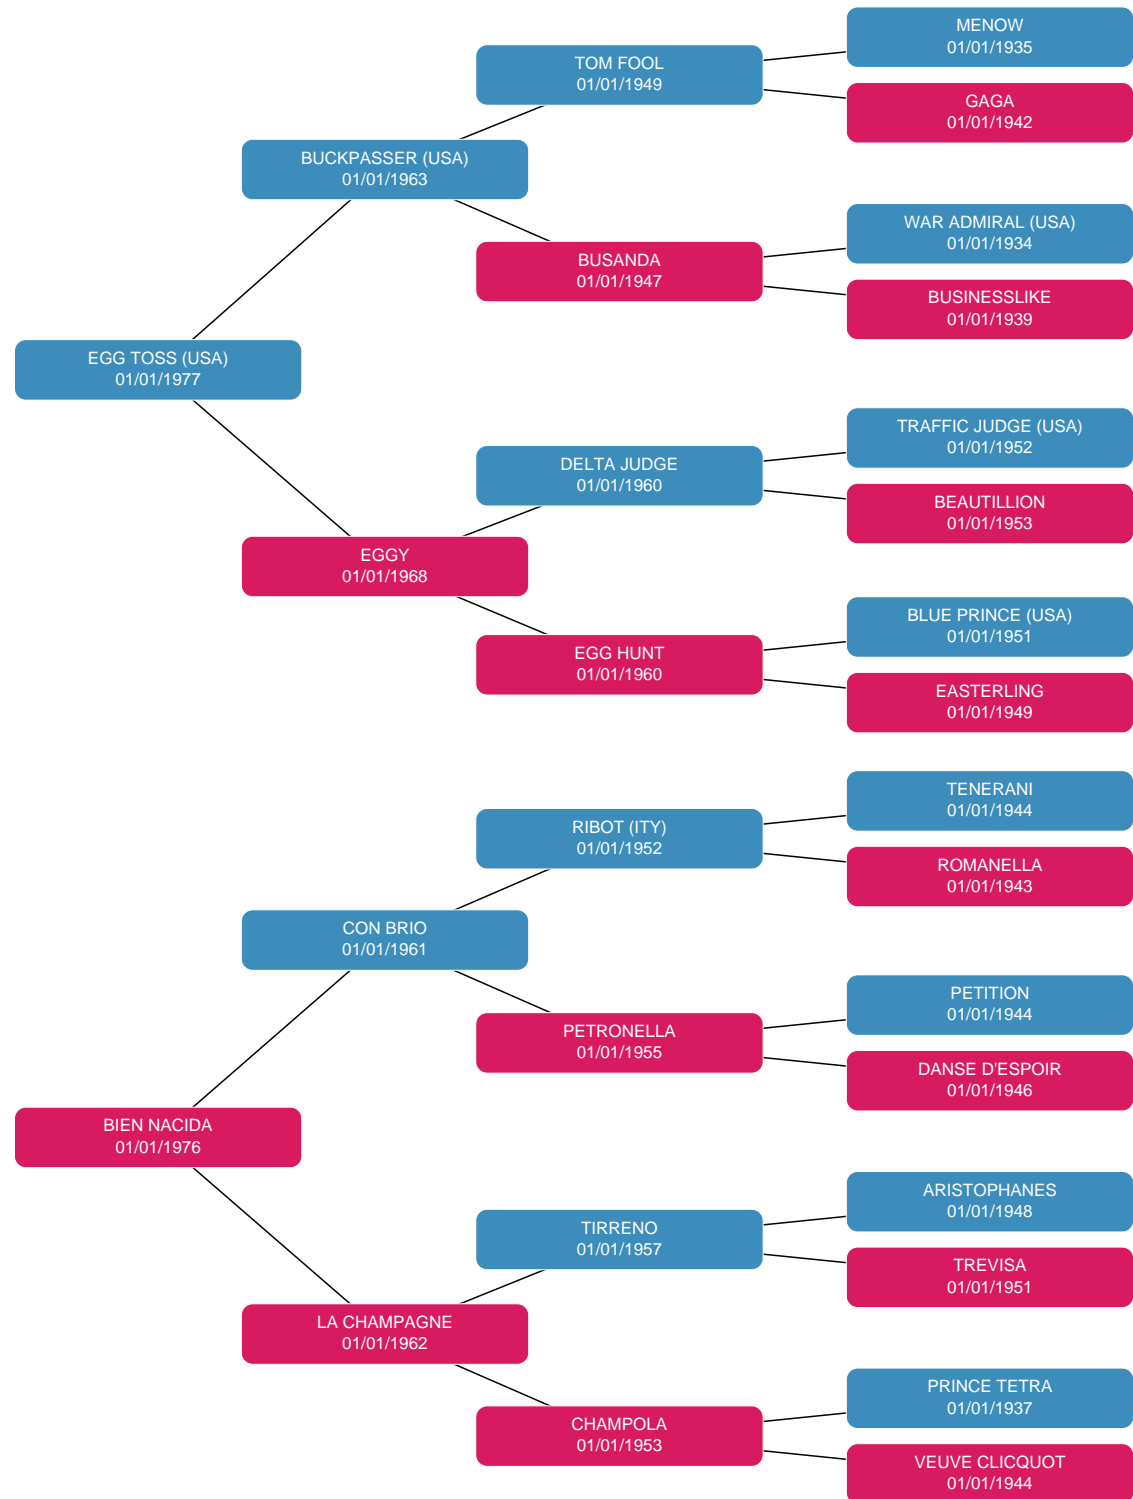 MENOW
01/01/1935
TOM FOOL
01/01/1949
GAGA
01/01/1942
BUCKPASSER (USA)
01/01/1963
WAR ADMIRAL (USA)
01/01/1934
BUSANDA
01/01/1947
BUSINESSLIKE
01/01/1939
EGG TOSS (USA)
01/01/1977
TRAFFIC JUDGE (USA)
01/01/1952
DELTA JUDGE
01/01/1960
BEAUTILLION
01/01/1953
EGGY
01/01/1968
BLUE PRINCE (USA)
01/01/1951
EGG HUNT
01/01/1960
EASTERLING
01/01/1949
TENERANI
01/01/1944
RIBOT (ITY)
01/01/1952
ROMANELLA
01/01/1943
CON BRIO
01/01/1961
PETITION
01/01/1944
PETRONELLA
01/01/1955
DANSE D'ESPOIR
01/01/1946
BIEN NACIDA
01/01/1976
ARISTOPHANES
01/01/1948
TIRRENO
01/01/1957
TREVISA
01/01/1951
LA CHAMPAGNE
01/01/1962
PRINCE TETRA
01/01/1937
CHAMPOLA
01/01/1953
VEUVE CLICQUOT
01/01/1944